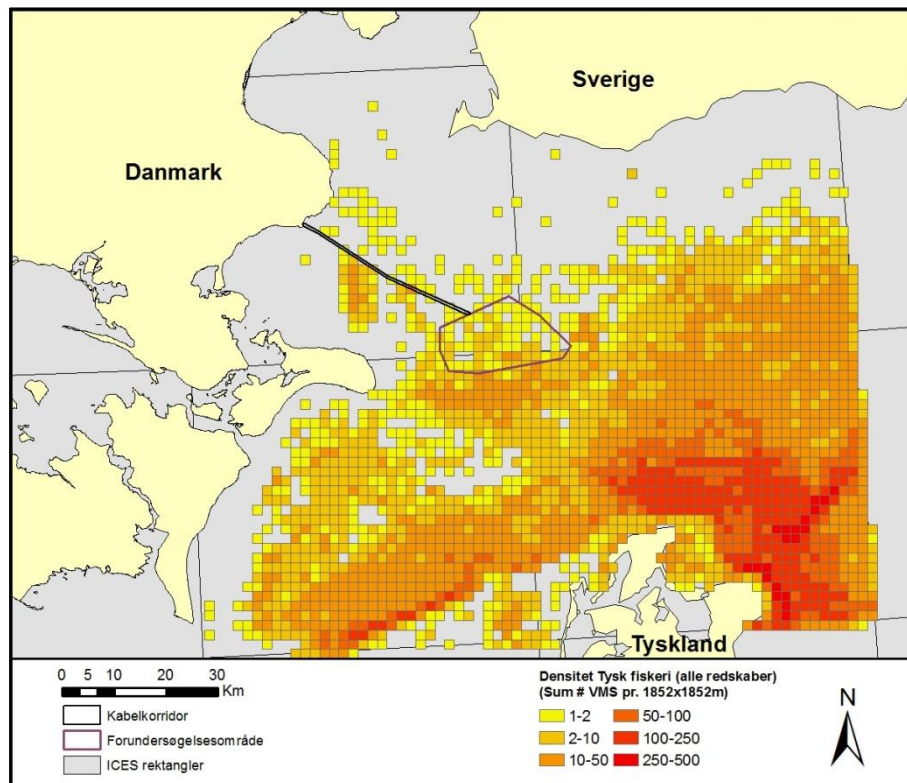 Sverige
Danmark
Tyskland
0 5 10 20 30
Km
Kabelkorridor
Forundersøgelsesområde
ICES rektangler
Densitet Tysk fiskeri (alle redskaber)
(Sum # VMS pr. 1852x1852m)
1-2
2-10
10-50
50-100
100-250
250-500
N